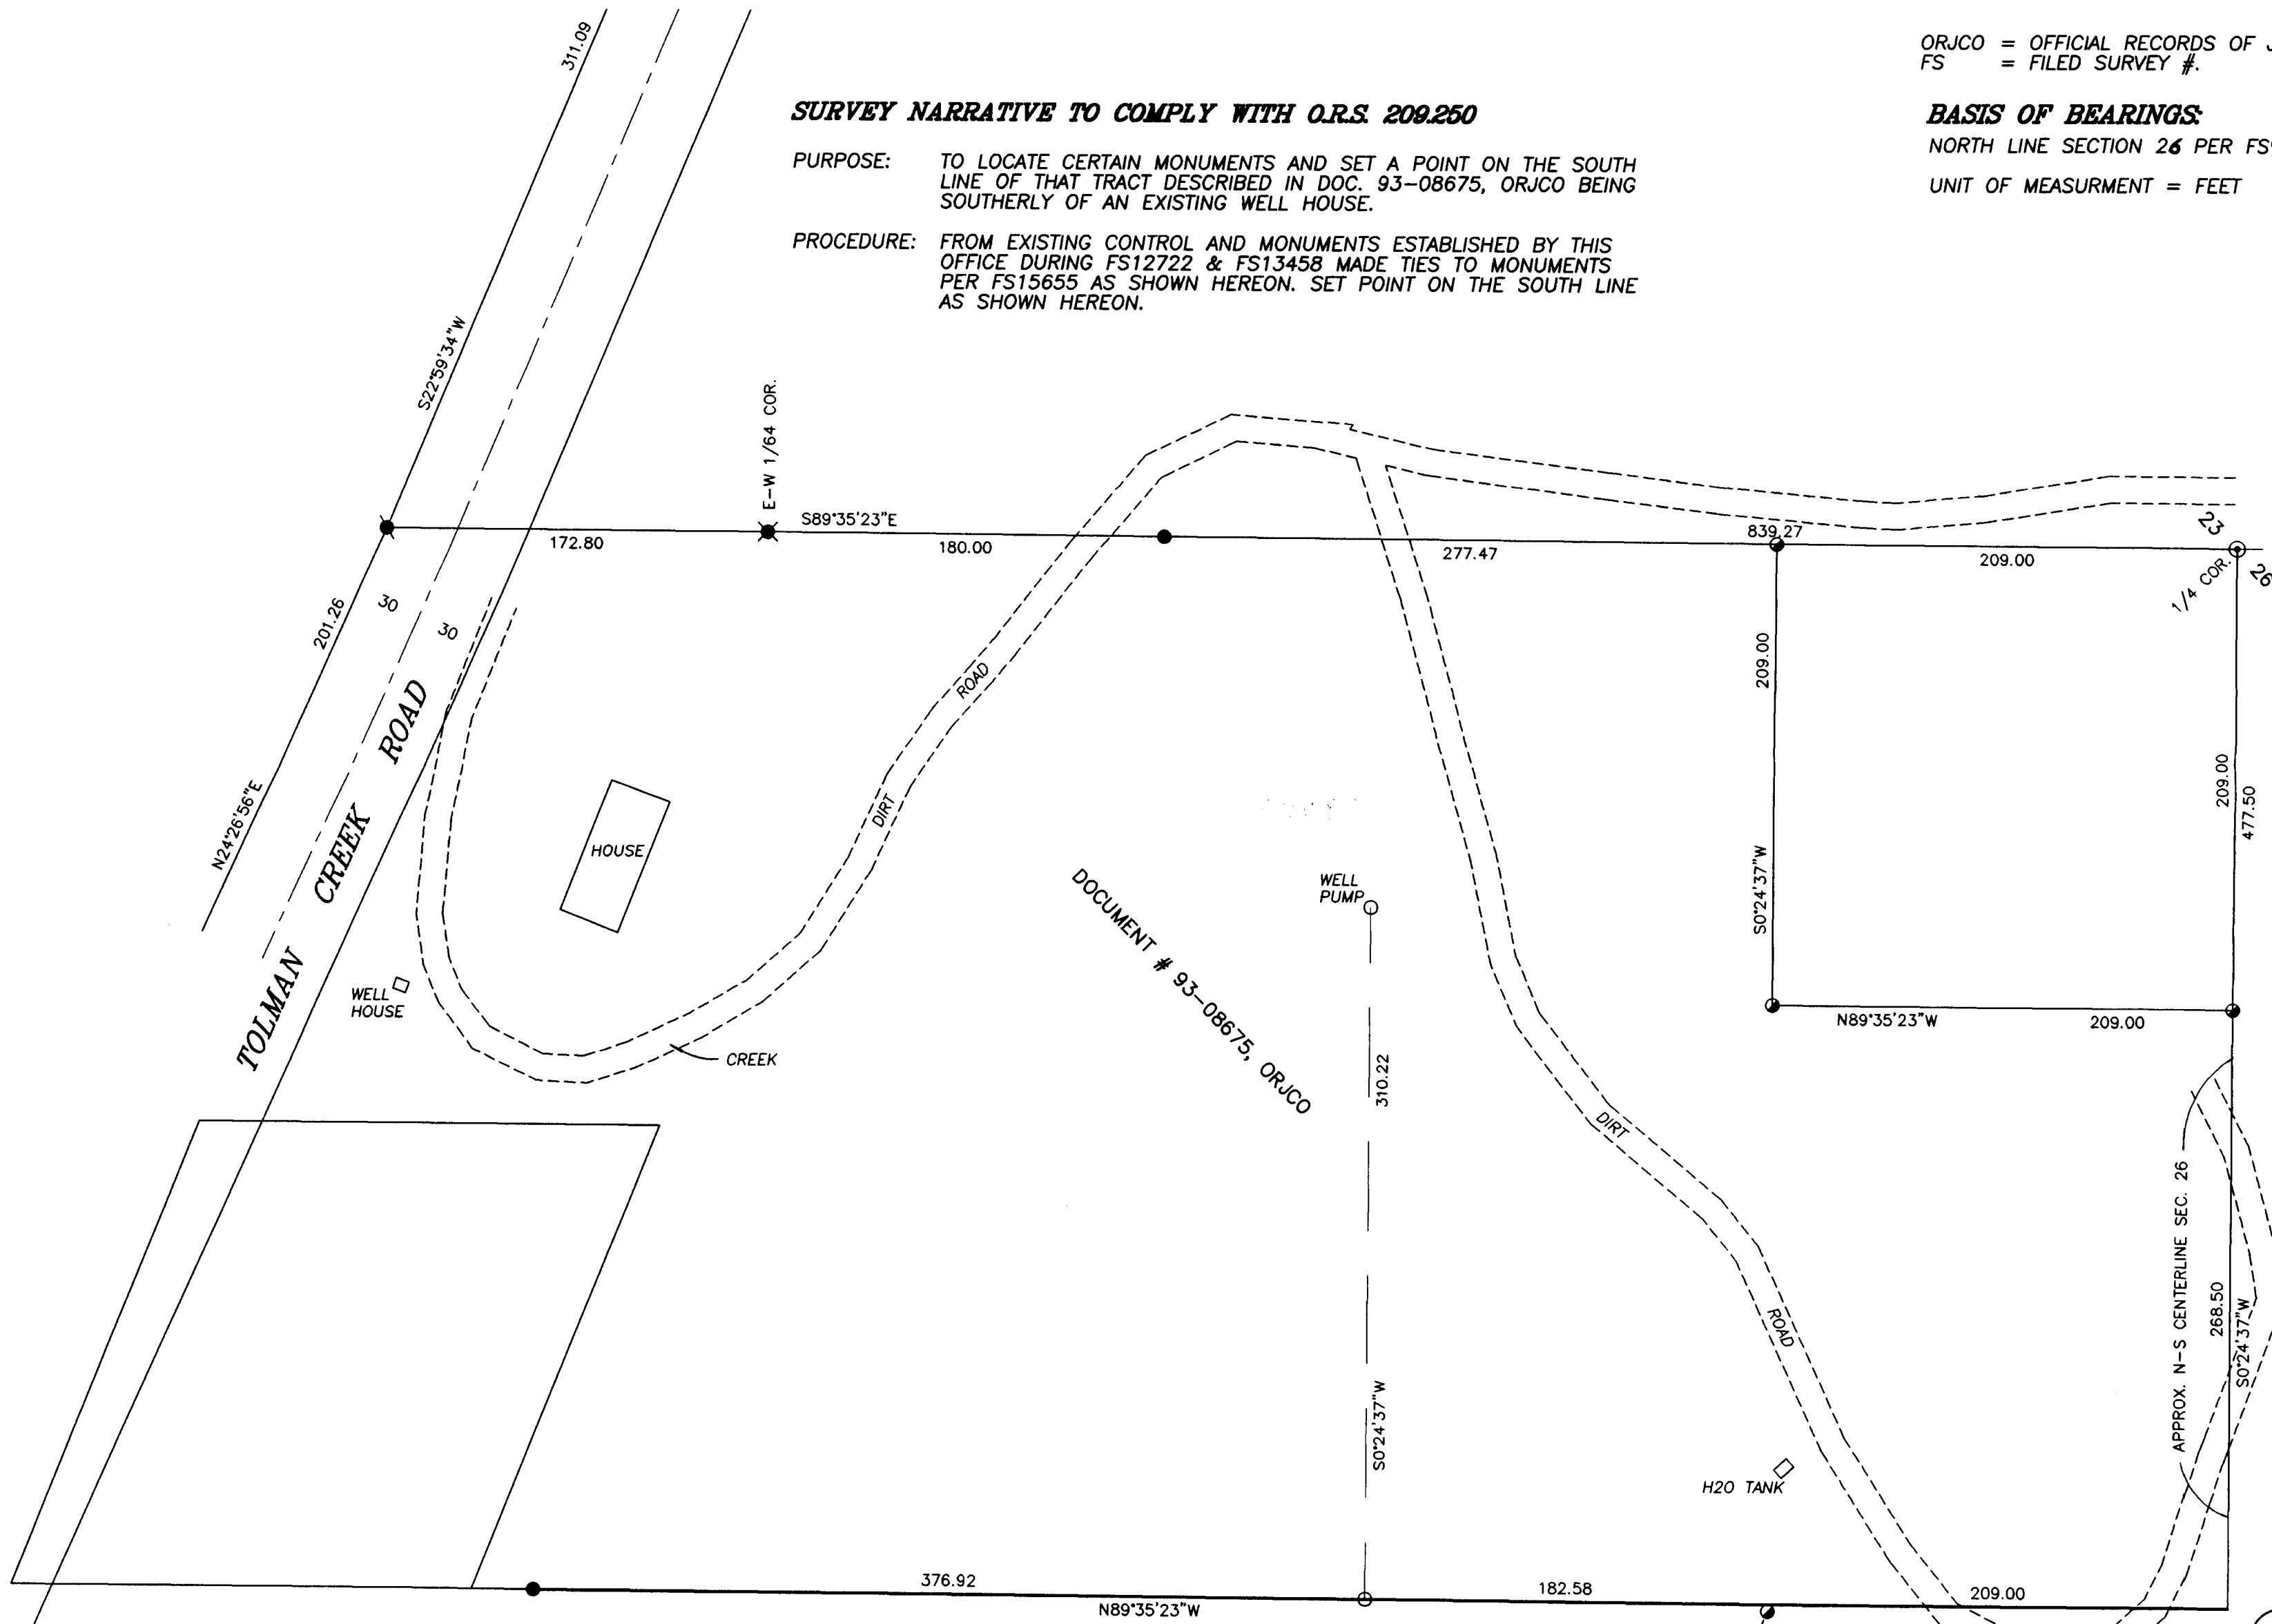 ORJCO = OFFICIAL RECORDS OF
FS = FILED SURVEY #.
SURVEY NARRATIVE TO COMPLY WITH O.R.S. 209.250
BASIS OF BEARINGS:
PURPOSE: TO LOCATE CERTAIN MONUMENTS AND SET A POINT ON THE SOUTH
LINE OF THAT TRACT DESCRIBED IN DOC. 93-08675, ORJCO BEING
SOUTHERLY OF AN EXISTING WELL HOUSE.
NORTH LINE SECTION 26 PER FS
UNIT OF MEASURMENT = FEET
PROCEDURE: FROM EXISTING CONTROL AND MONUMENTS ESTABLISHED BY THIS
OFFICE DURING FS12722 & FS13458 MADE TIES TO MONUMENTS
PER FS15655 AS SHOWN HEREON. SET POINT ON THE SOUTH LINE
AS SHOWN HEREON.
311.09
S22°59'34"W
E-W 1/64 COR.
S89°35'23"E
172.80
180.00
277.47
839.27
209.00
23
26
1/4 COR.
201.26
30
30
N24°26'56"E
TOLMAN CREEK ROAD
HOUSE
WELL
HOUSE
CREEK
DIRT
ROAD
WELL
PUMP
DOCUMENT # 93-08675, ORJCO
310.22
S0°24'37"W
209.00
S0°24'37"W
N89°35'23"W
209.00
209.00
477.50
DIRT
ROAD
H2O TANK
APPROX. N-S CENTERLINE SEC. 26
268.50
S0°24'37"W
376.92
N89°35'23"W
182.58
209.00